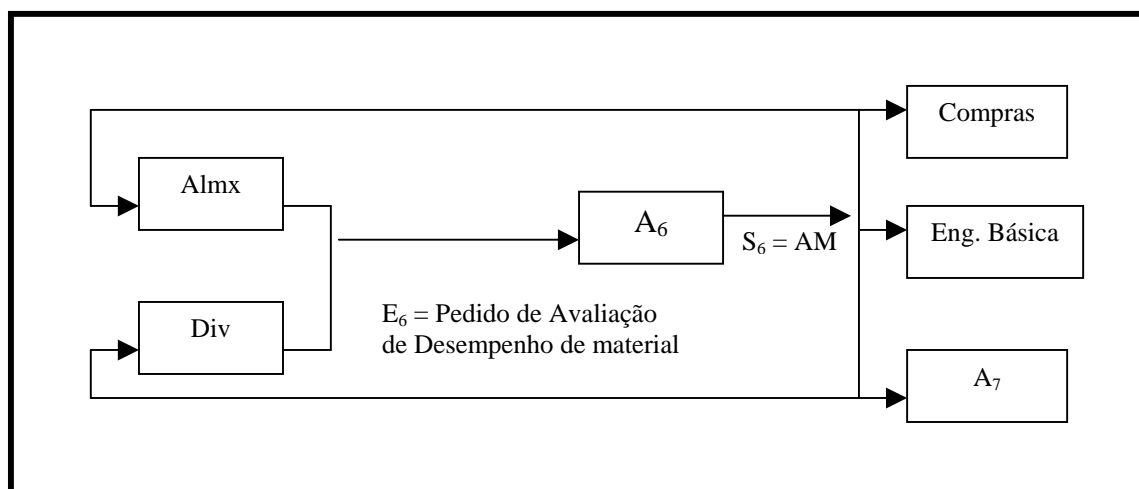 Compras
Almx
A₆
S₆ = AM
Eng. Básica
E₆ = Pedido de Avaliação
de Desempenho de material
Div
A₇